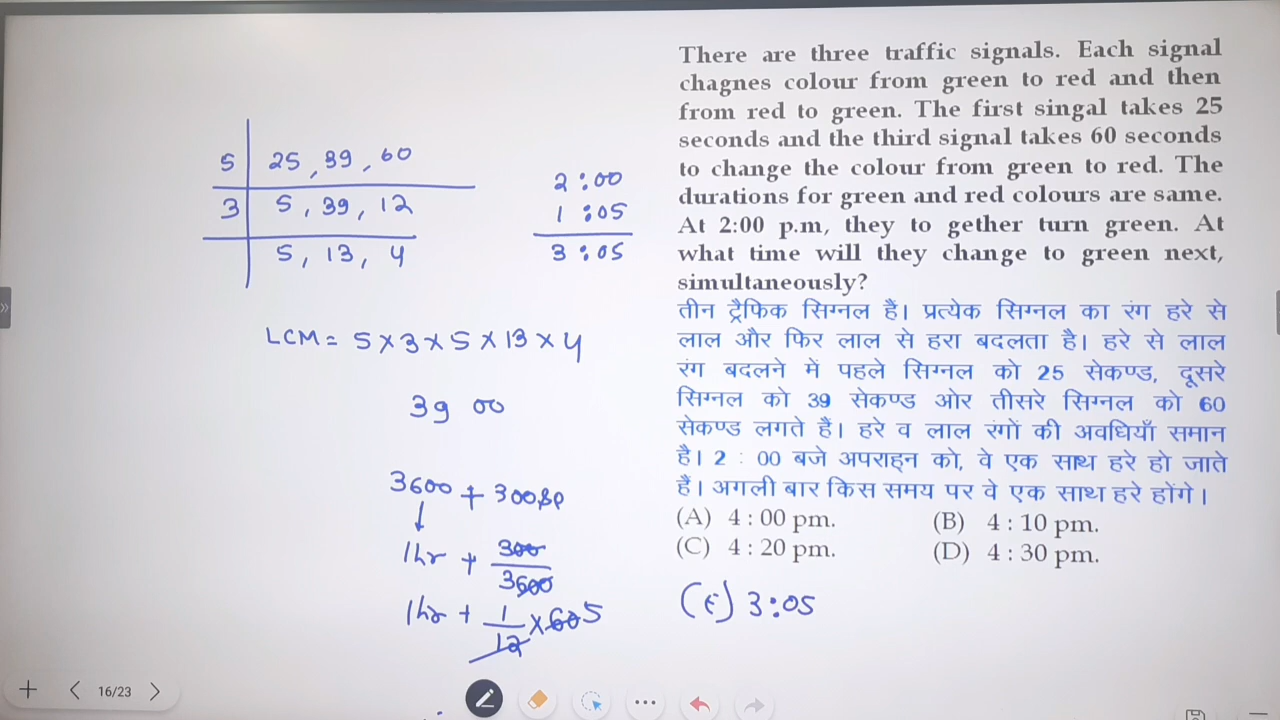 There are three traffic signals. Each signal
chagnes colour from green to red and then
from red to green. The first singal takes 25
seconds and the third signal takes 60 seconds
to change the colour from green to red. The
durations for green and red colours are same.
At 2:00 p.m, they to gether turn green. At
what time will they change to green next,
simultaneously?
तीन ट्रैफिक सिग्नल हैं। प्रत्येक सिग्नल का रंग हरे से
लाल और फिर लाल से हरा बदलता है। हरे से लाल
रंग बदलने में पहले सिग्नल को 25 सेकण्ड, दूसरे
सिग्नल को 39 सेकण्ड ओर तीसरे सिग्नल को 60
सेकण्ड लगते हैं। हरे व लाल रंगों की अवधियाँ समान
है। 2 : 00 बजे अपराह्न को, वे एक साथ हरे हो जाते
हैं। अगली बार किस समय पर वे एक साथ हरे होंगे।
(A) 4 : 00 pm. (B) 4 : 10 pm.
(C) 4 : 20 pm. (D) 4 : 30 pm.
(E) 3:05
5 | 25, 39, 60
3 | 5, 39, 12
5, 13, 4
2:00
1:05
3:05
LCM = 5×3×5×13×4
39 00
3600 + 300
1hr + 300/3600
1hr + 1/12 × 60 5
16/23